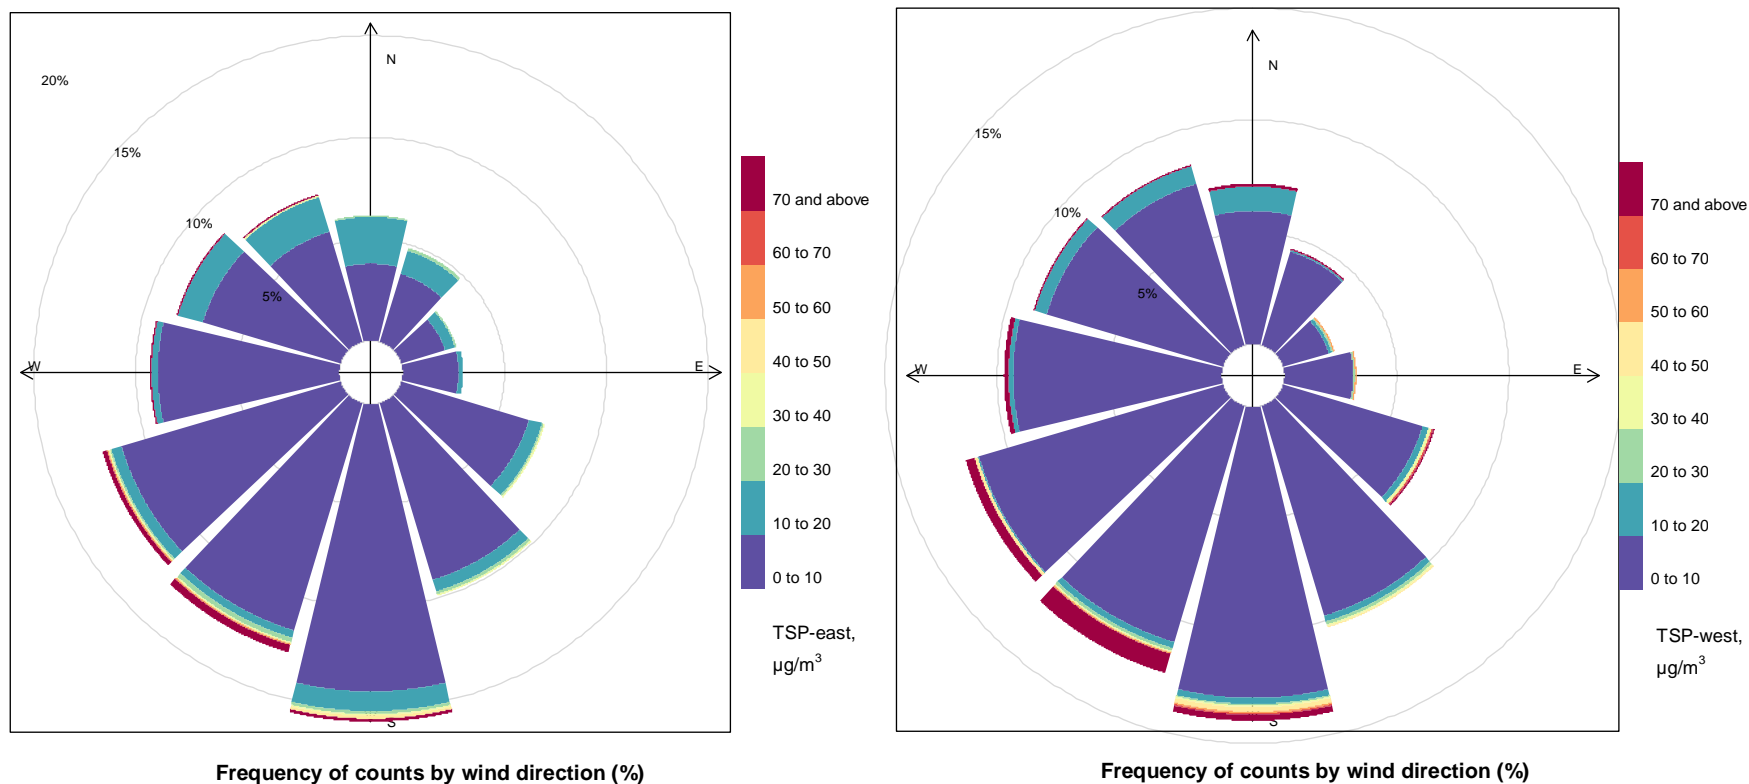 N
20%
15%
10%
5%
W
E
S
70 and above
60 to 70
50 to 60
40 to 50
30 to 40
20 to 30
10 to 20
0 to 10
TSP-east,
µg/m³
Frequency of counts by wind direction (%)
N
15%
10%
5%
W
E
S
70 and above
60 to 70
50 to 60
40 to 50
30 to 40
20 to 30
10 to 20
0 to 10
TSP-west,
µg/m³
Frequency of counts by wind direction (%)